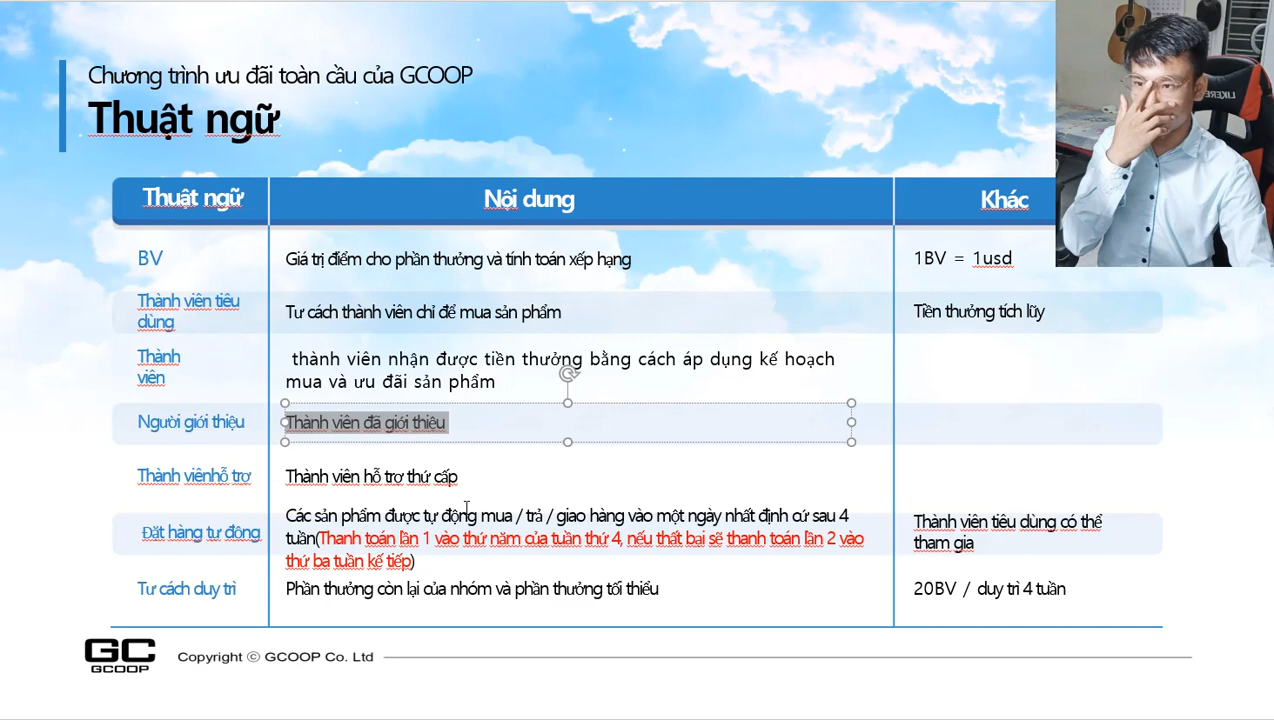 Chương trình ưu đãi toàn cầu của GCOOP
Thuật ngữ
Thuật ngữ
Nội dung
Khác
BV
Giá trị điểm cho phần thưởng và tính toán xếp hạng
1BV = 1usd
Thành viên tiêu
dùng
Tư cách thành viên chỉ để mua sản phẩm
Tiền thưởng tích lũy
Thành
viên
thành viên nhận được tiền thưởng bằng cách áp dụng kế hoạch
mua và ưu đãi sản phẩm
Người giới thiệu
Thành viên đã giới thiệu
Thành viênhỗ trợ
Thành viên hỗ trợ thứ cấp
Đặt hàng tự động
Các sản phẩm được tự động mua / trả / giao hàng vào một ngày nhất định cứ sau 4
tuần(Thanh toán lần 1 vào thứ năm của tuần thứ 4, nếu thất bại sẽ thanh toán lần 2 vào
thứ ba tuần kế tiếp)
Thành viên tiêu dùng có thể
tham gia
Tư cách duy trì
Phần thưởng còn lại của nhóm và phần thưởng tối thiểu
20BV / duy trì 4 tuần
GC
GCOOP
Copyright © GCOOP Co. Ltd